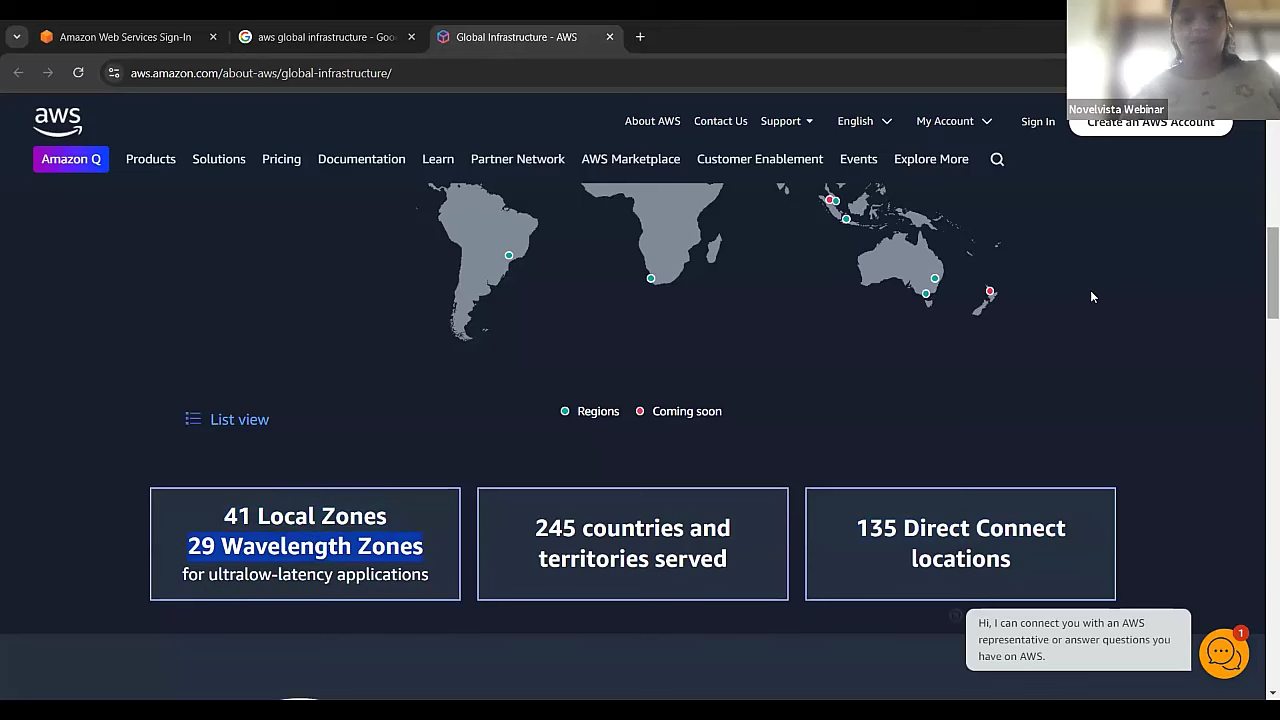 Amazon Web Services Sign-In
aws global infrastructure - Goo
Global Infrastructure - AWS
aws.amazon.com/about-aws/global-infrastructure/
Novelvista Webinar
aws
About AWS
Contact Us
Support
English
My Account
Sign In
Create an AWS Account
Amazon Q
Products
Solutions
Pricing
Documentation
Learn
Partner Network
AWS Marketplace
Customer Enablement
Events
Explore More
List view
Regions
Coming soon
41 Local Zones
29 Wavelength Zones
for ultralow-latency applications
245 countries and
territories served
135 Direct Connect
locations
Hi, I can connect you with an AWS
representative or answer questions you
have on AWS.
1